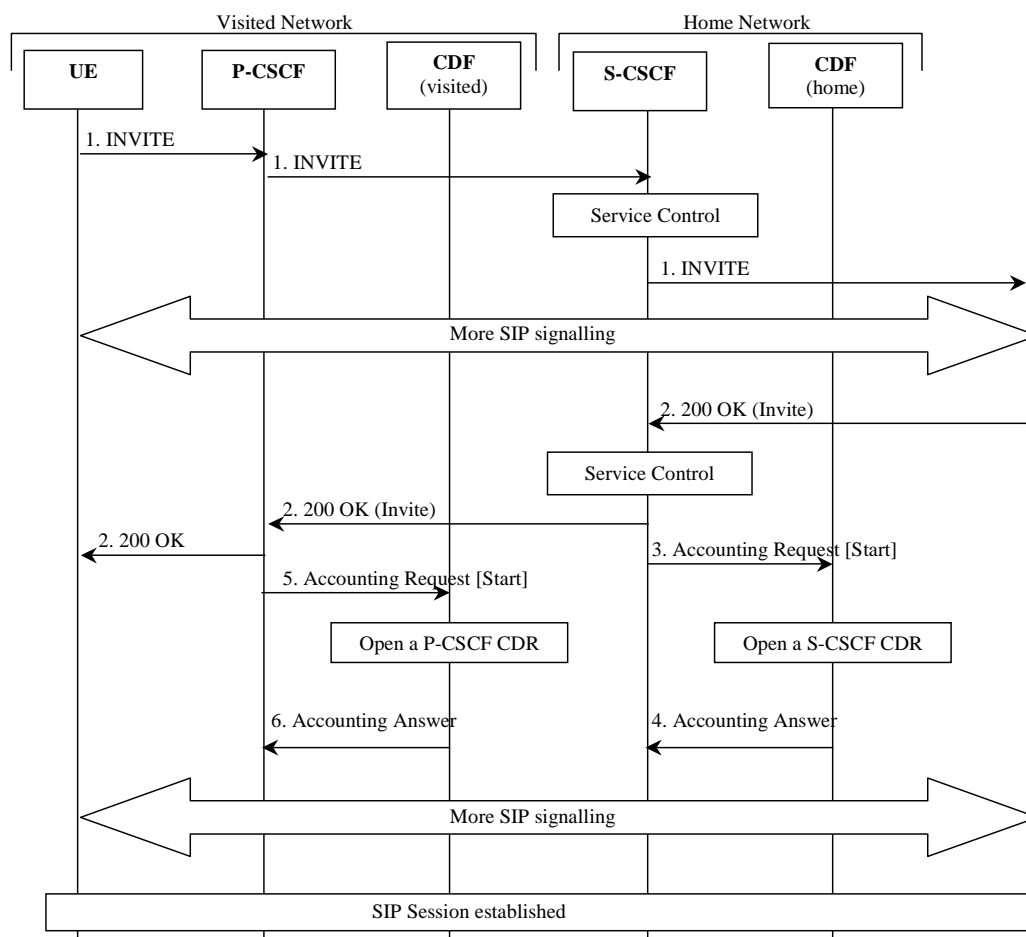 Visited Network
Home Network
UE
P-CSCF
CDF
(visited)
S-CSCF
CDF
(home)
1. INVITE
1. INVITE
Service Control
1. INVITE
More SIP signalling
2. 200 OK (Invite)
Service Control
2. 200 OK (Invite)
2. 200 OK
3. Accounting Request [Start]
5. Accounting Request [Start]
Open a P-CSCF CDR
Open a S-CSCF CDR
6. Accounting Answer
4. Accounting Answer
More SIP signalling
SIP Session established